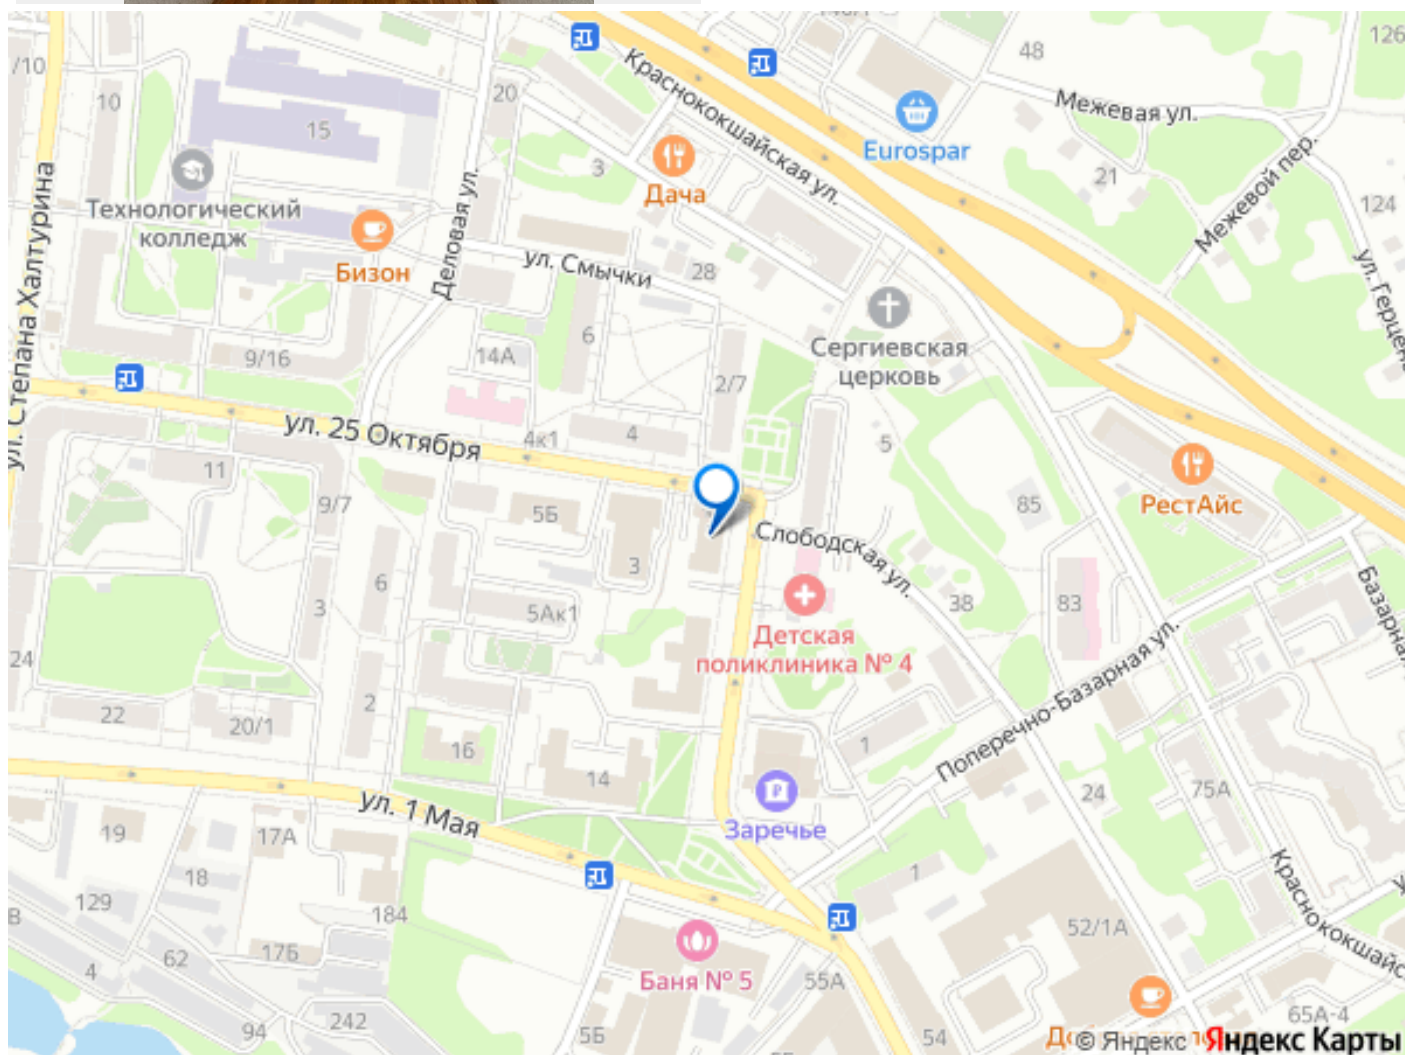 126
140/1
48
/10
10
20
Краснококшайская ул.
Межевая ул.
15
Eurospar
3
21
Межевой пер.
Дача
124
Технологический
колледж
Деловая ул.
ул. Степана Халтурина
Бизон
ул. Смычки
28
ул. Герцена
6
Сергиевская
церковь
9/16
14А
2/7
ул. 25 Октября
4к1
4
5
11
9/7
5Б
85
РестАйс
Слободская ул.
3
6
3
5Ак1
38
83
Базарная
Детская
поликлиника № 4
24
Поперечно-Базарная ул.
22
20/1
2
16
1
14
24
75А
ул. 1 Мая
Заречье
19
17А
18
1
Краснококшайс
129
184
52/1А
17Б
62
4
Баня № 5
55А
242
94
5Б
54
65А-4
© Яндекс
Яндекс Карты